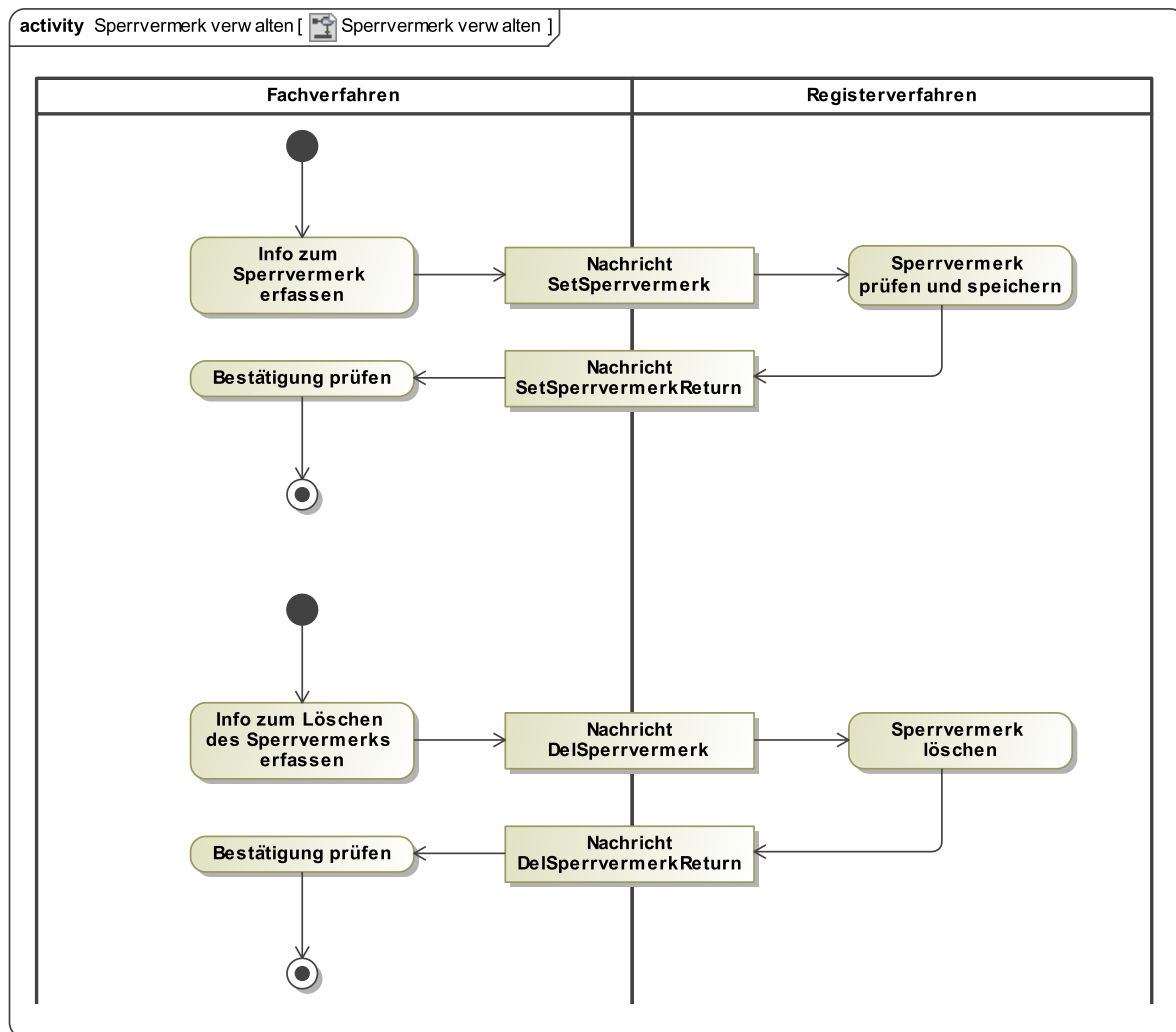 activity Sperrvermerk verwalten [ Sperrvermerk verwalten ]
Fachverfahren
Registerverfahren
Info zum
Sperrvermerk
erfassen
Nachricht
SetSperrvermerk
Sperrvermerk
prüfen und speichern
Bestätigung prüfen
Nachricht
SetSperrvermerkReturn
Info zum Löschen
des Sperrvermerks
erfassen
Nachricht
DelSperrvermerk
Sperrvermerk
löschen
Bestätigung prüfen
Nachricht
DelSperrvermerkReturn